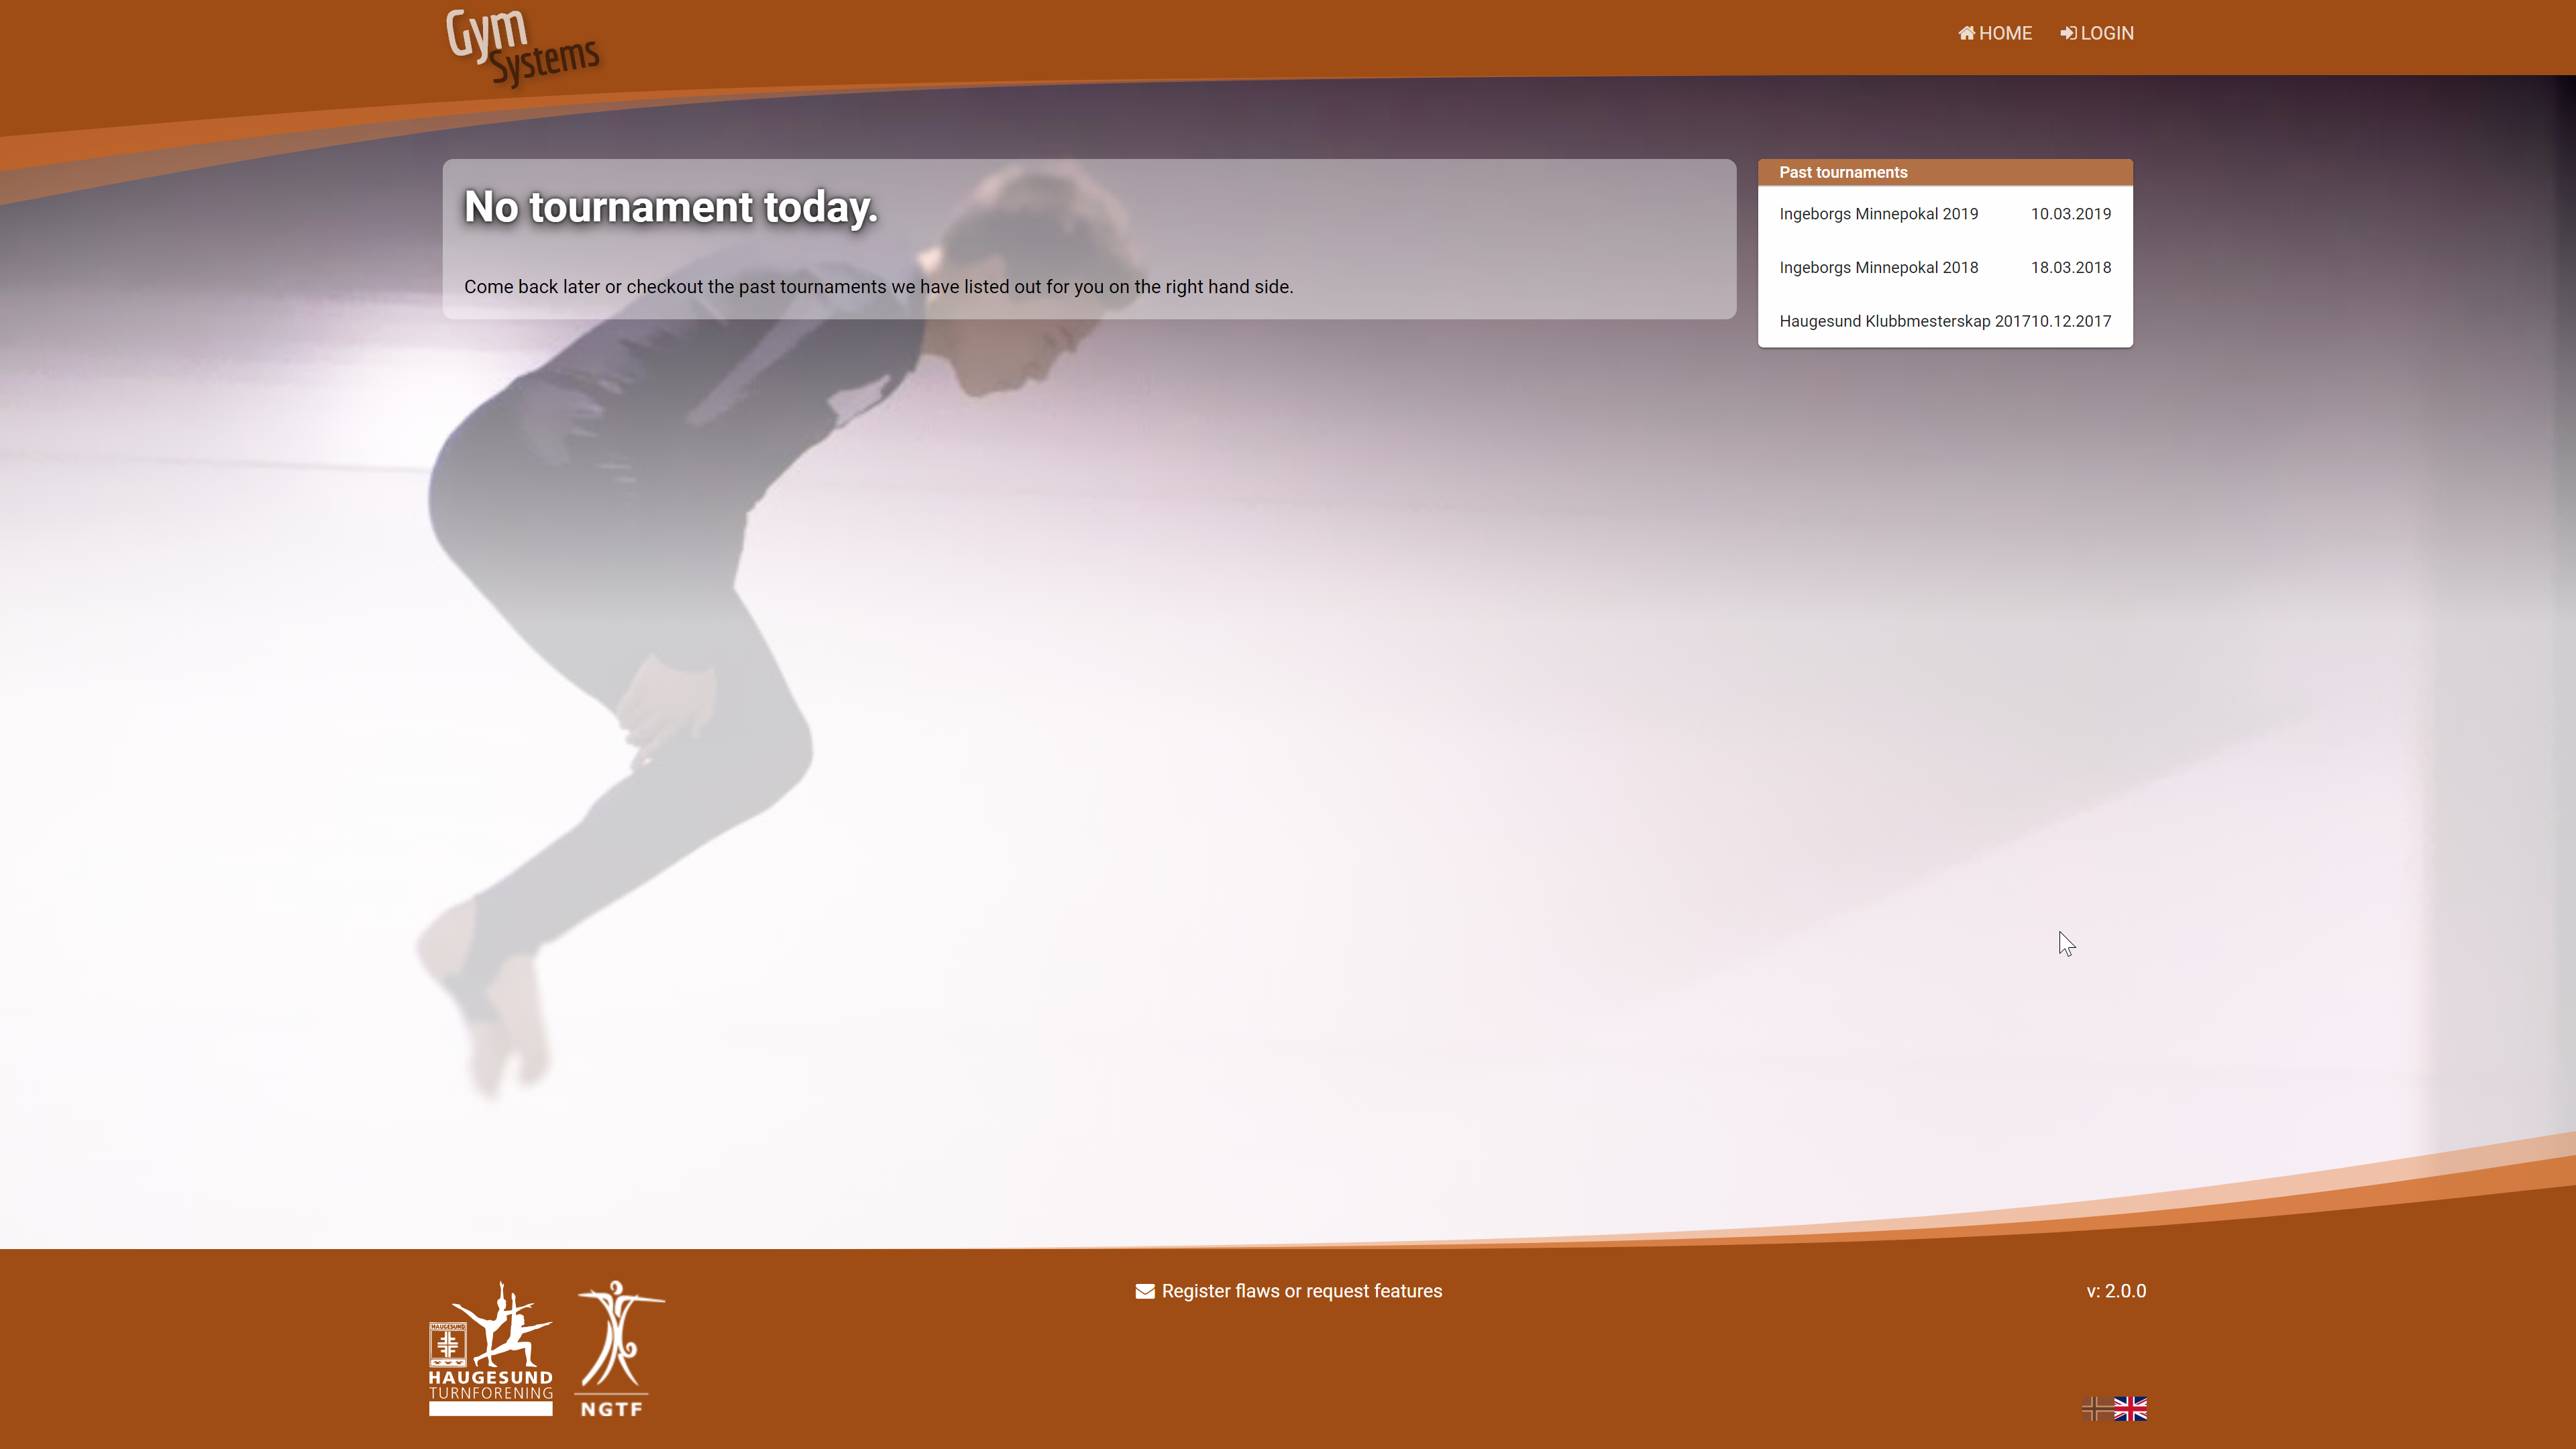 Gym
Systems
HOME
LOGIN
No tournament today.
Come back later or checkout the past tournaments we have listed out for you on the right hand side.
Past tournaments
Ingeborgs Minnepokal 2019 10.03.2019
Ingeborgs Minnepokal 2018 18.03.2018
Haugesund Klubbmesterskap 2017 10.12.2017
HAUGESUND
HAUGESUND
TURNFORENING
NGTF
Register flaws or request features
v: 2.0.0